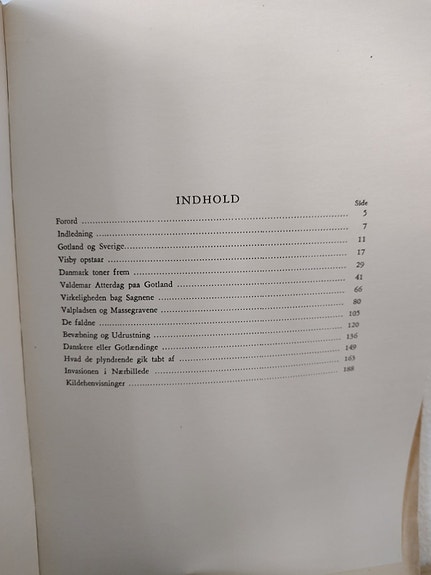 INDHOLD
Side
Forord 5
Indledning 7
Gotland og Sverige 11
Visby opstaar 17
Danmark toner frem 29
Valdemar Atterdag paa Gotland 41
Virkeligheden bag Sagnene 66
Valpladsen og Massegravene 80
De faldne 105
Bevæbning og Udrustning 120
Danskere eller Gotlændinge 136
Hvad de plyndrende gik tabt af 149
Invasionen i Nærbillede 163
Kildehenvisninger 188